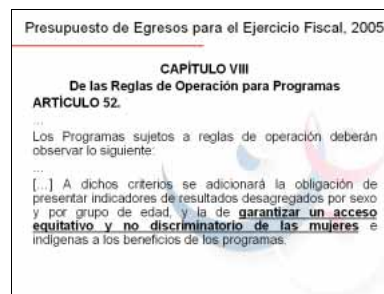 Presupuesto de Egresos para el Ejercicio Fiscal, 2005
CAPÍTULO VIII
De las Reglas de Operación para Programas
ARTÍCULO 52.
...
Los Programas sujetos a reglas de operación deberán
observar lo siguiente:
...
[...] A dichos criterios se adicionará la obligación de
presentar indicadores de resultados desagregados por sexo
y por grupo de edad, y la de garantizar un acceso
equitativo y no discriminatorio de las mujeres e
indígenas a los beneficios de los programas.